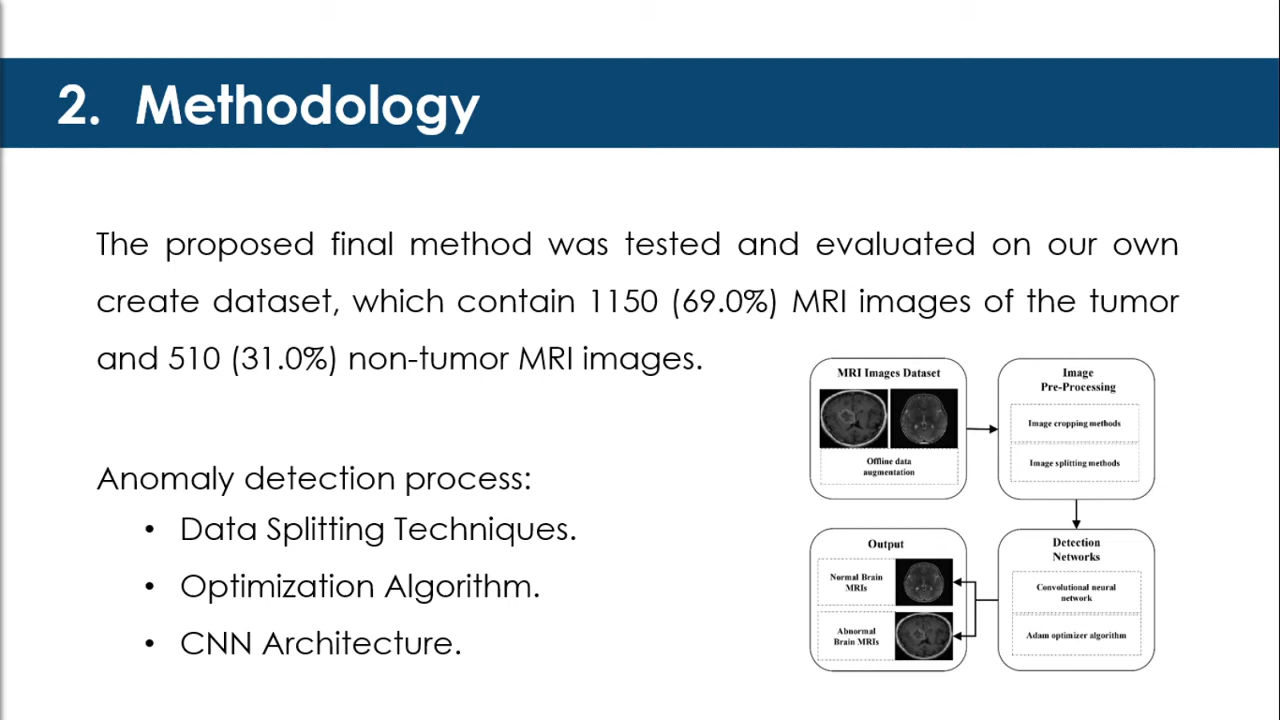 2. Methodology
The proposed final method was tested and evaluated on our own
create dataset, which contain 1150 (69.0%) MRI images of the tumor
and 510 (31.0%) non-tumor MRI images.
Anomaly detection process:
• Data Splitting Techniques.
• Optimization Algorithm.
• CNN Architecture.
MRI Images Dataset
Offline data
augmentation
Image
Pre-Processing
Image cropping methods
Image splitting methods
Detection
Networks
Convolutional neural
network
Adam optimizer algorithm
Output
Normal Brain
MRIs
Abnormal
Brain MRIs